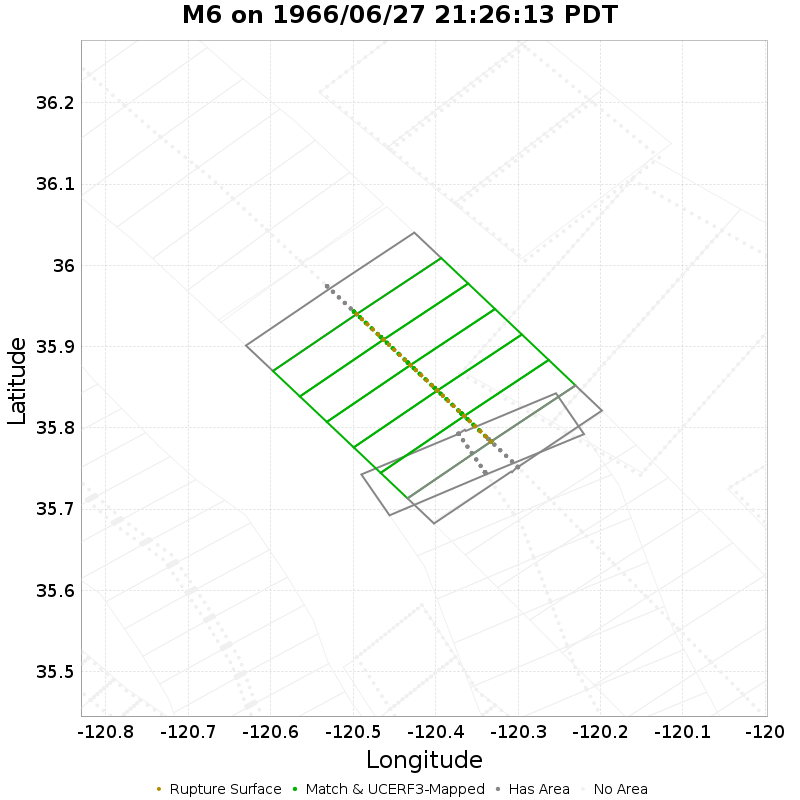 M6 on 1966/06/27 21:26:13 PDT
Latitude
36.2
36.1
36
35.9
35.8
35.7
35.6
35.5
-120.8 -120.7 -120.6 -120.5 -120.4 -120.3 -120.2 -120.1 -120
Longitude
Rupture Surface Match & UCERF3-Mapped Has Area No Area